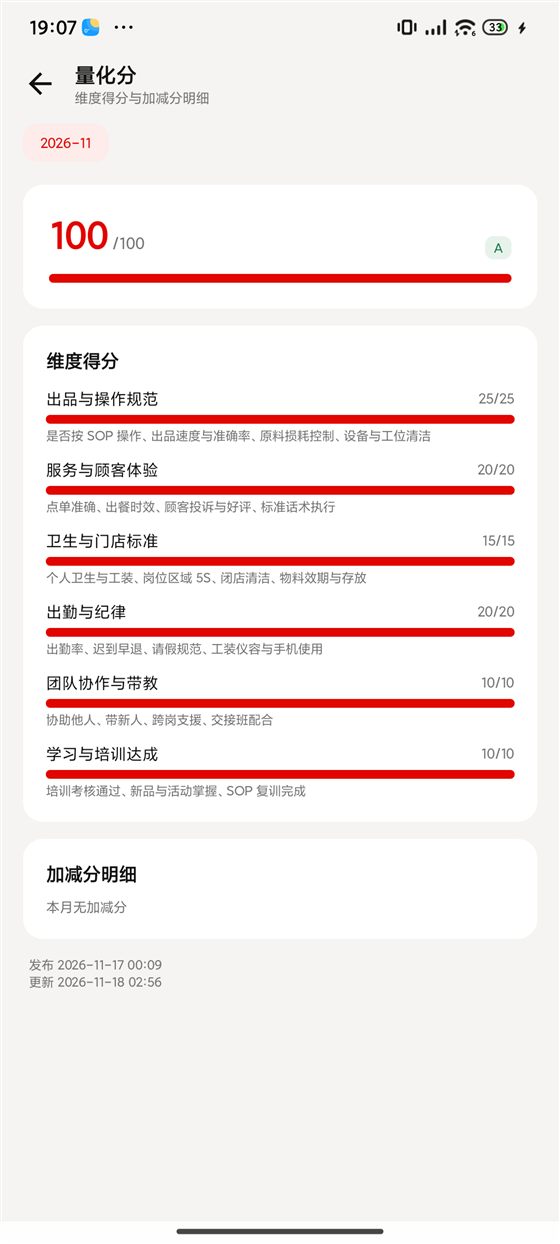 19:07 ...
6 33
量化分
维度得分与加减分明细
2026-11
100 /100
A
维度得分
出品与操作规范 25/25
是否按 SOP 操作、出品速度与准确率、原料损耗控制、设备与工位清洁
服务与顾客体验 20/20
点单准确、出餐时效、顾客投诉与好评、标准话术执行
卫生与门店标准 15/15
个人卫生与工装、岗位区域 5S、闭店清洁、物料效期与存放
出勤与纪律 20/20
出勤率、迟到早退、请假规范、工装仪容与手机使用
团队协作与带教 10/10
协助他人、带新人、跨岗支援、交接班配合
学习与培训达成 10/10
培训考核通过、新品与活动掌握、SOP 复训完成
加减分明细
本月无加减分
发布 2026-11-17 00:09
更新 2026-11-18 02:56